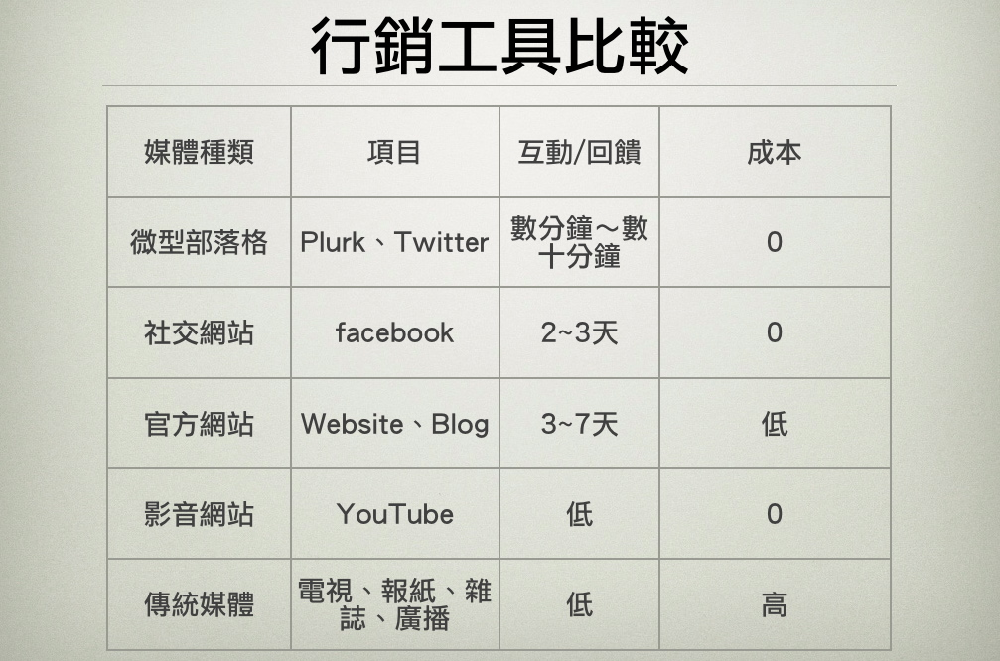 行銷工具比較
媒體種類 項目 互動/回饋 成本
微型部落格 Plurk、Twitter 數分鐘～數十分鐘 0
社交網站 facebook 2~3天 0
官方網站 Website、Blog 3~7天 低
影音網站 YouTube 低 0
傳統媒體 電視、報紙、雜誌、廣播 低 高